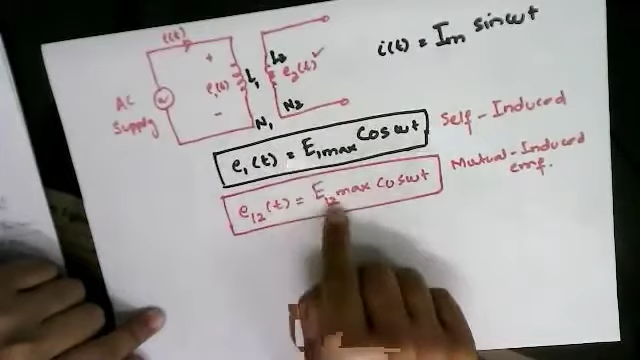 i(t)
i(t) = Im sinωt
+
L1
L2
e1(t)
e2(t) ✓
AC
Supply
-
N1
N2
e1(t) = E1max Cosωt
Self-Induced
e12(t) = E12max cosωt
Mutual-Induced
emf.